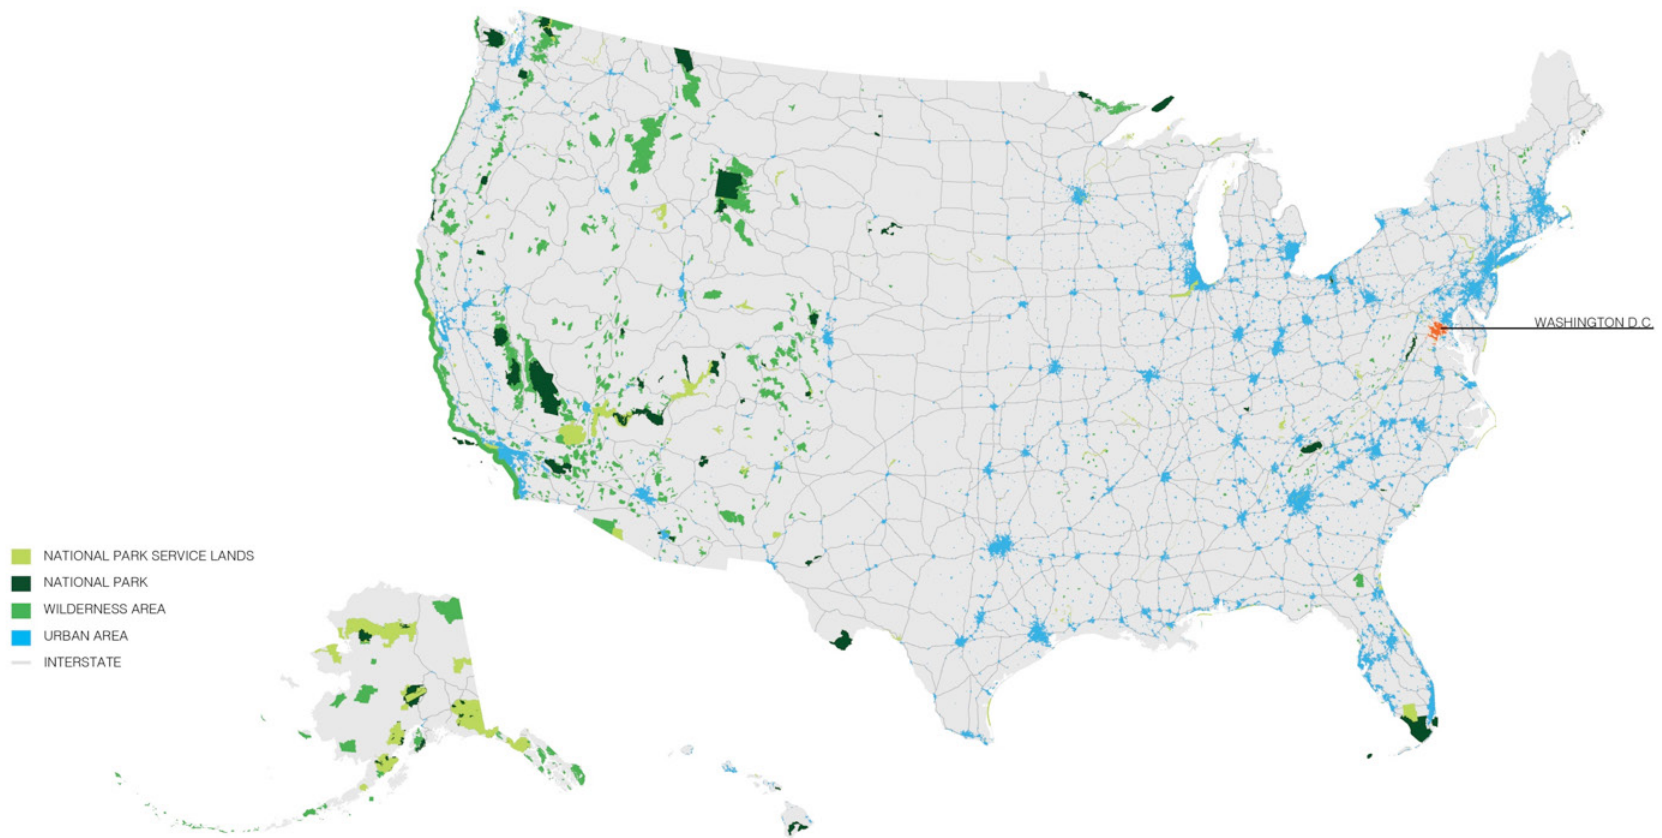 WASHINGTON D.C.
NATIONAL PARK SERVICE LANDS
NATIONAL PARK
WILDERNESS AREA
URBAN AREA
INTERSTATE